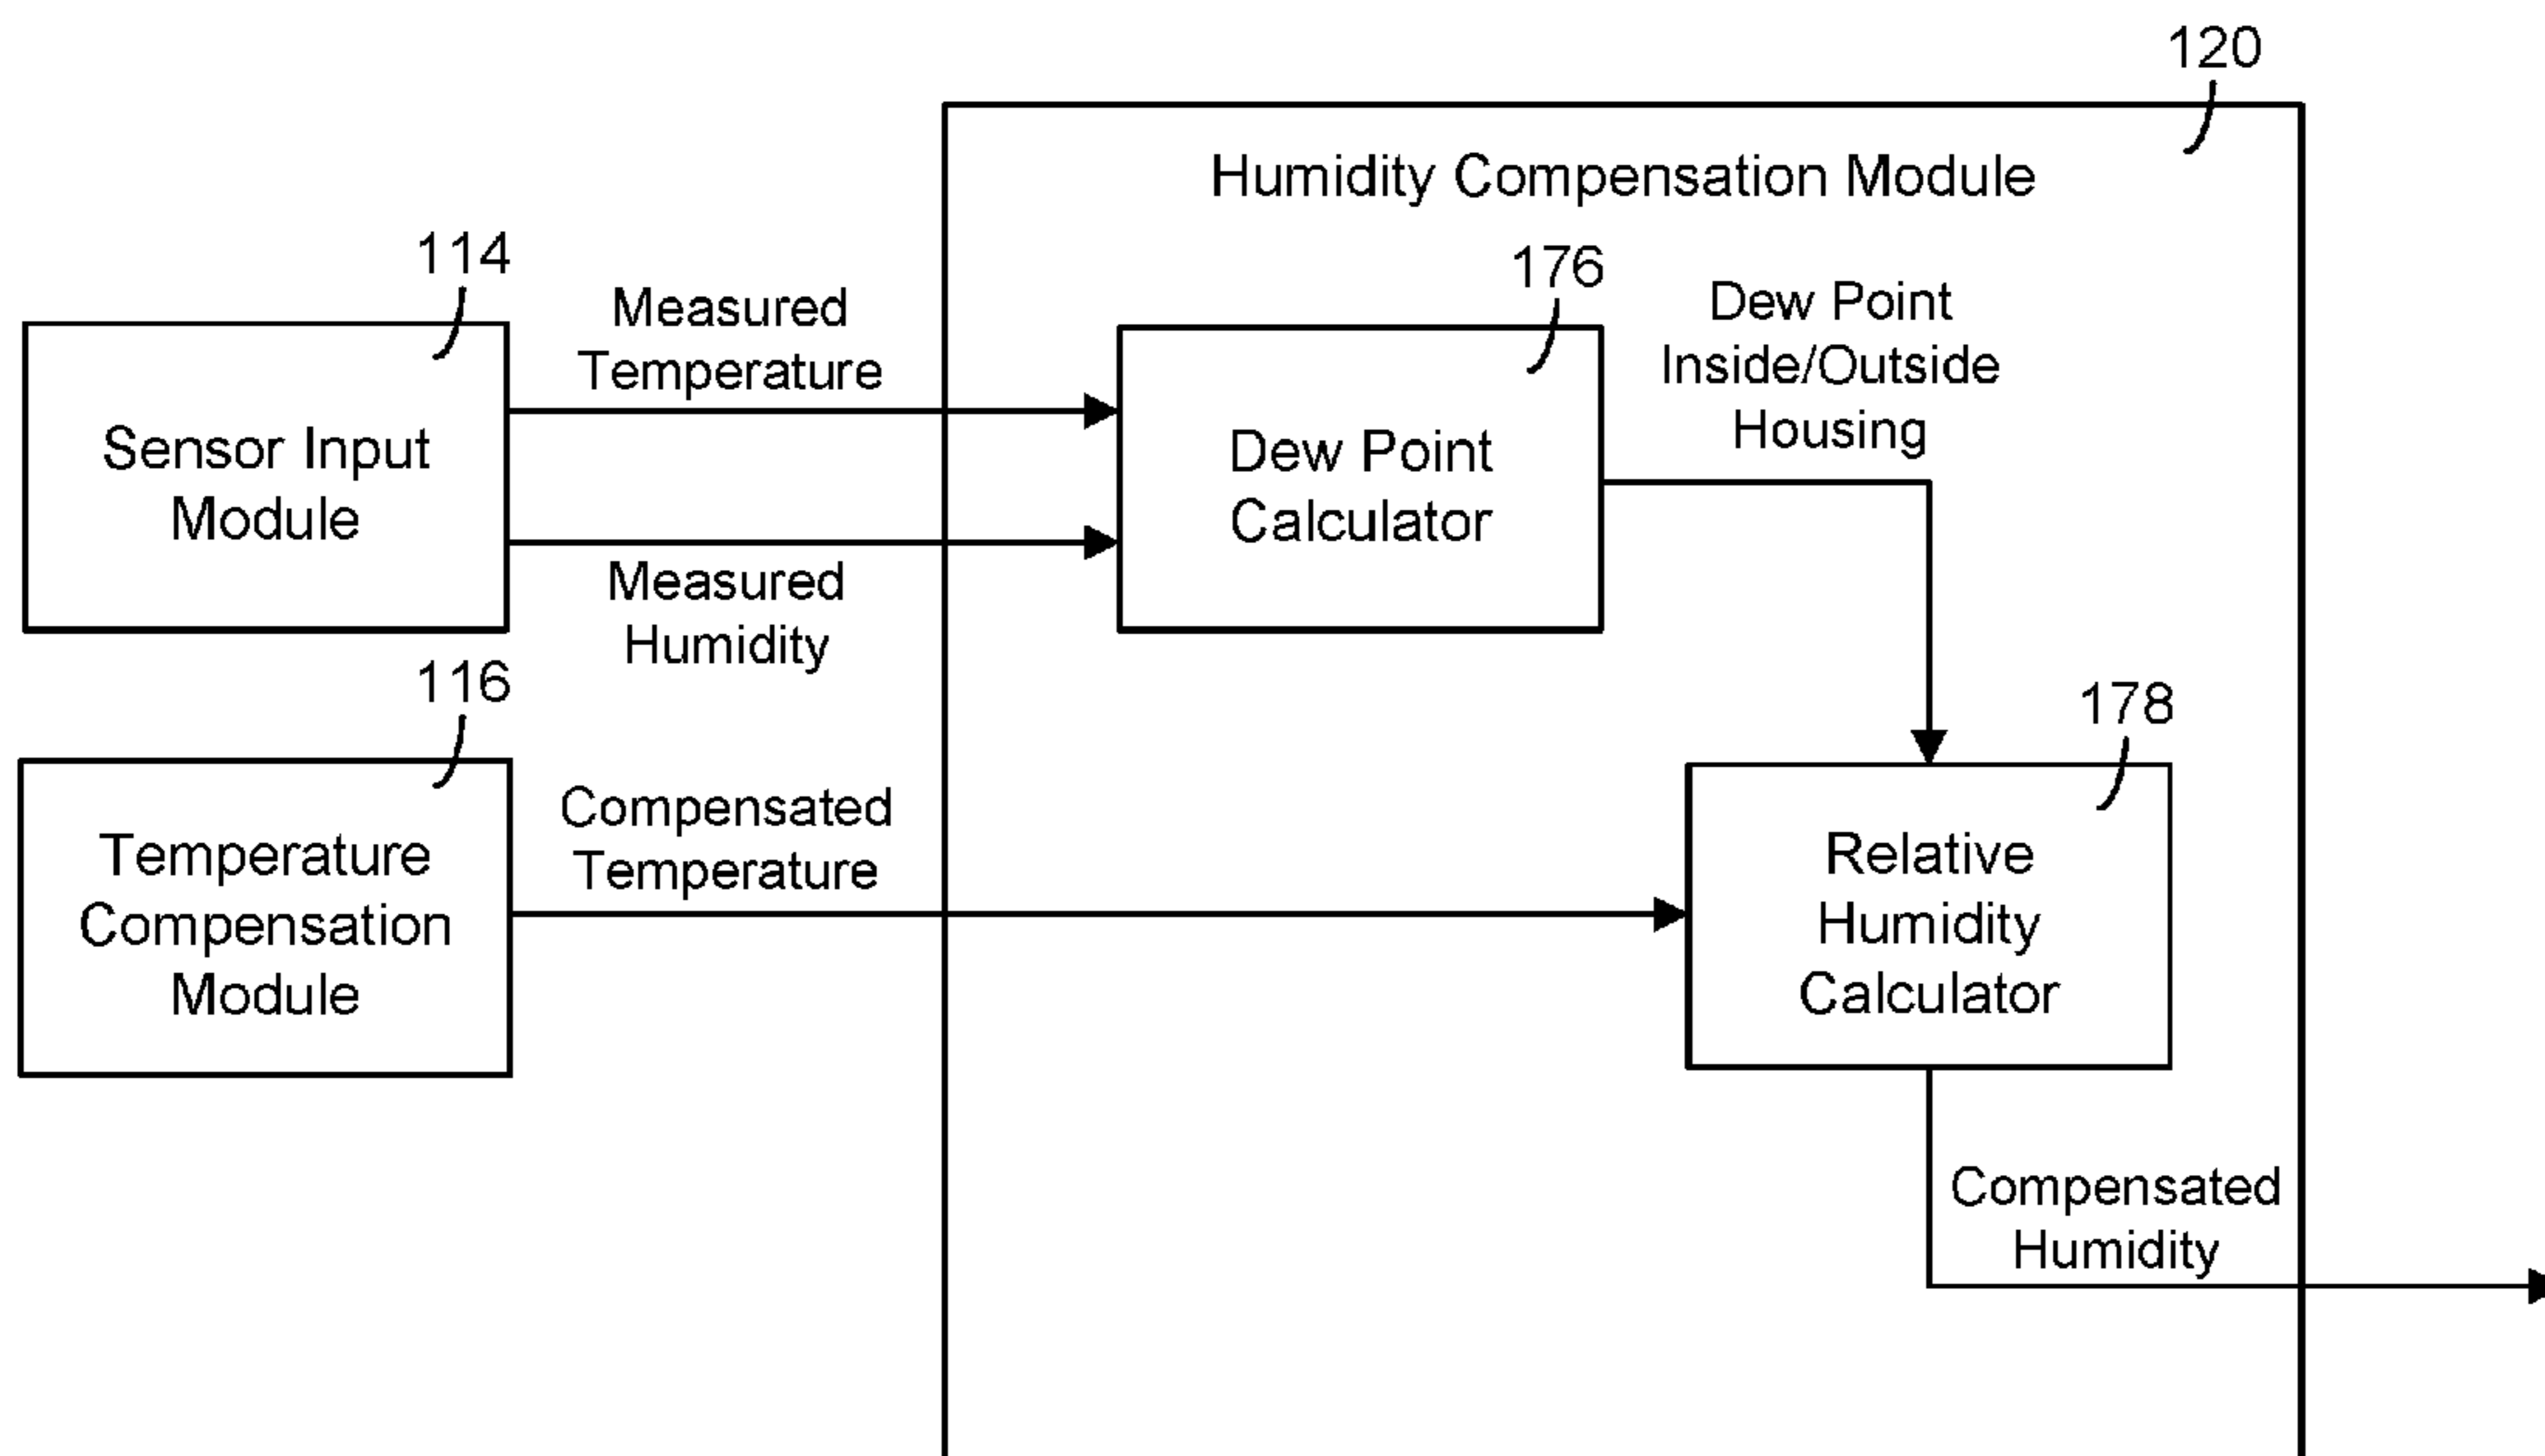 120
Humidity Compensation Module
114
Measured
Temperature
176
Dew Point
Inside/Outside
Housing
Sensor Input
Module
Dew Point
Calculator
Measured
Humidity
116
178
Compensated
Temperature
Temperature
Compensation
Module
Relative
Humidity
Calculator
Compensated
Humidity